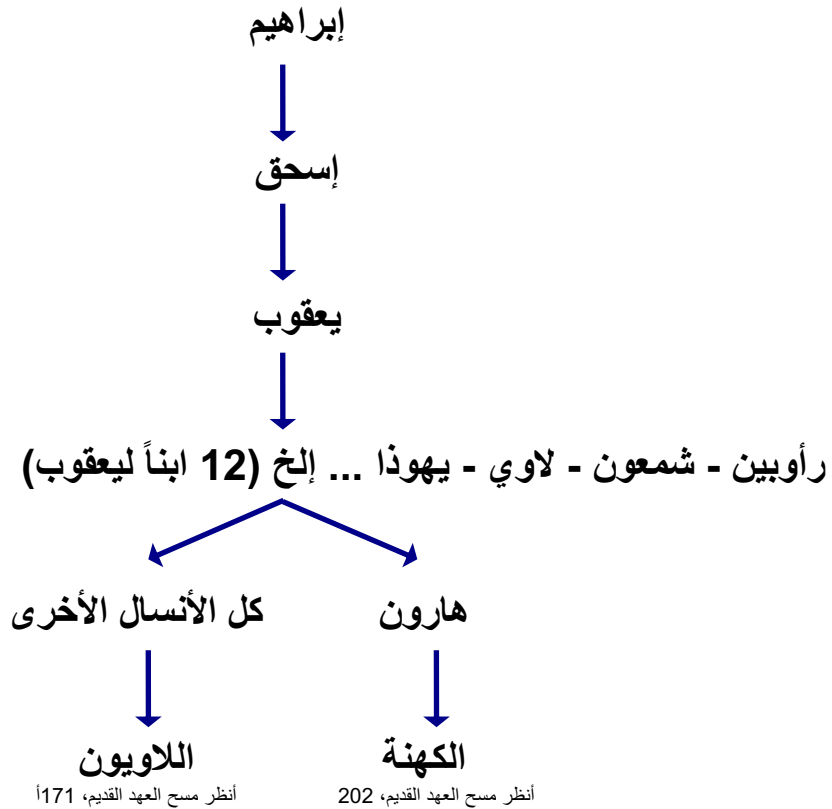 إبراهيم
إسحق
يعقوب
رأوبين - شمعون - لاوي - يهوذا ... إلخ (12 ابناً ليعقوب)
هارون
كل الأنسال الأخرى
الكهنة
اللاويون
أنظر مسح العهد القديم، 202
أنظر مسح العهد القديم، 171أ